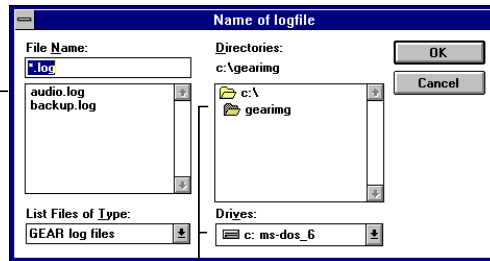 Name of logfile
File Name:
*.log
audio.log
backup.log
List Files of Type:
GEAR log files
Directories:
c:\gearimg
c:\
gearimg
Drives:
c: ms-dos_6
OK
Cancel